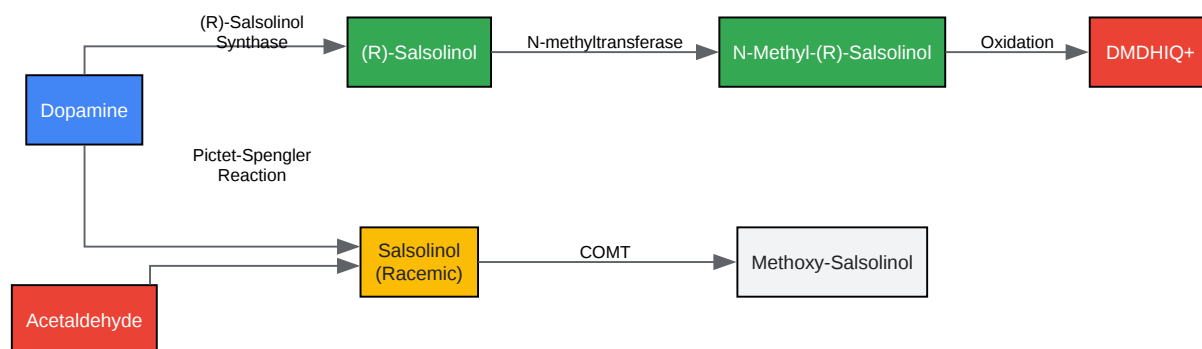 (R)-Salsolinol
Synthase
(R)-Salsolinol
N-methyltransferase
N-Methyl-(R)-Salsolinol
Oxidation
DMDHIQ+
Dopamine
Pictet-Spengler
Reaction
Salsolinol
(Racemic)
COMT
Methoxy-Salsolinol
Acetaldehyde